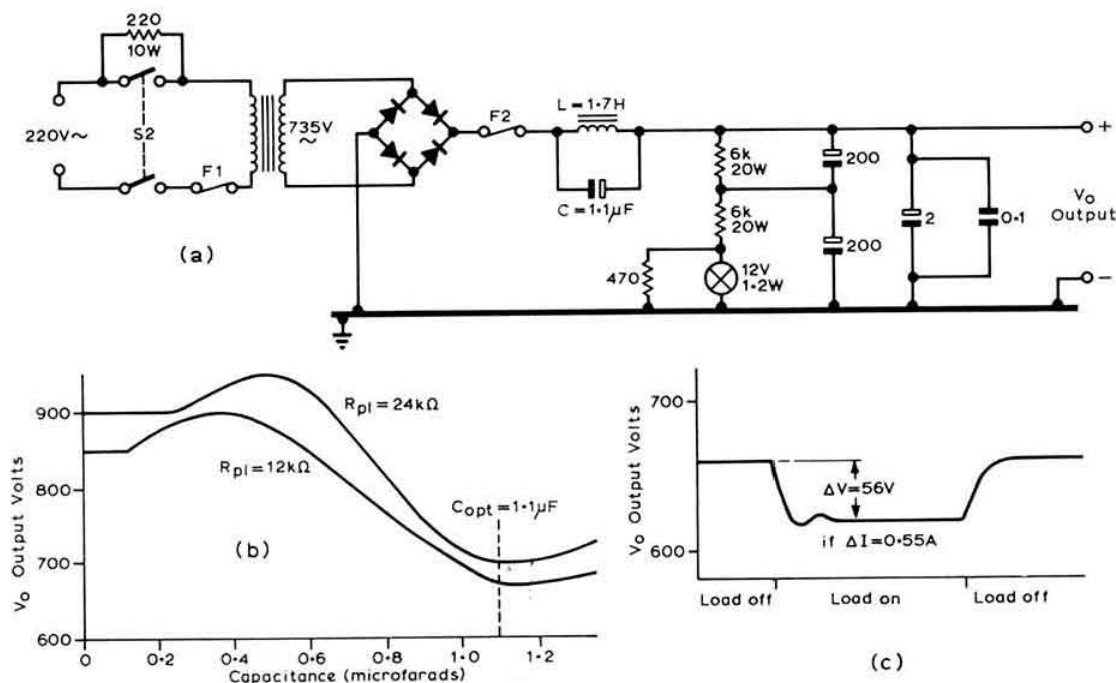 220
10W
220V~
S2
F1
(a)
735V
~
F2
L = 1·7H
C = 1·1μF
6k
20W
6k
20W
470
12V
1·2W
200
200
2
0·1
+
Vo
Output
−
900
800
700
600
Vo Output Volts
Rpl = 24kΩ
Rpl = 12kΩ
Copt = 1·1μF
(b)
0
0·2
0·4
0·6
0·8
1·0
1·2
Capacitance (microfarads)
700
600
Vo Output Volts
ΔV = 56V
if ΔI = 0·55A
Load off
Load on
Load off
(c)